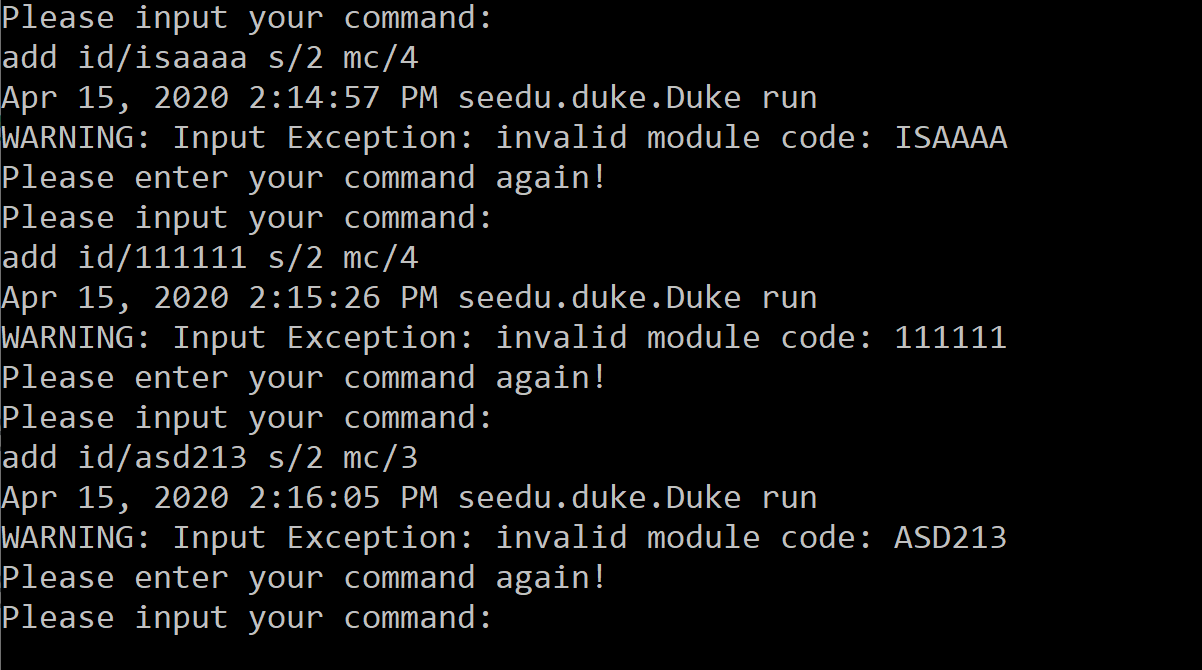 Please input your command:
add id/isaaaa s/2 mc/4
Apr 15, 2020 2:14:57 PM seedu.duke.Duke run
WARNING: Input Exception: invalid module code: ISAAAA
Please enter your command again!
Please input your command:
add id/111111 s/2 mc/4
Apr 15, 2020 2:15:26 PM seedu.duke.Duke run
WARNING: Input Exception: invalid module code: 111111
Please enter your command again!
Please input your command:
add id/asd213 s/2 mc/3
Apr 15, 2020 2:16:05 PM seedu.duke.Duke run
WARNING: Input Exception: invalid module code: ASD213
Please enter your command again!
Please input your command: